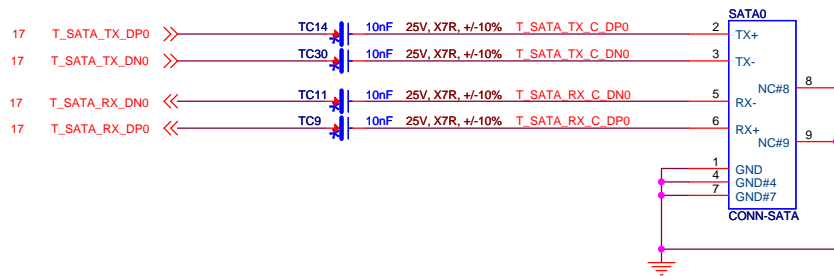 SATA0
17 T_SATA_TX_DP0 TC14 10nF 25V, X7R, +/-10% T_SATA_TX_C_DP0 2 TX+
17 T_SATA_TX_DN0 TC30 10nF 25V, X7R, +/-10% T_SATA_TX_C_DN0 3 TX-
NC#8 8
17 T_SATA_RX_DN0 TC11 10nF 25V, X7R, +/-10% T_SATA_RX_C_DN0 5 RX-
17 T_SATA_RX_DP0 TC9 10nF 25V, X7R, +/-10% T_SATA_RX_C_DP0 6 RX+
NC#9 9
1 GND
4 GND#4
7 GND#7
CONN-SATA